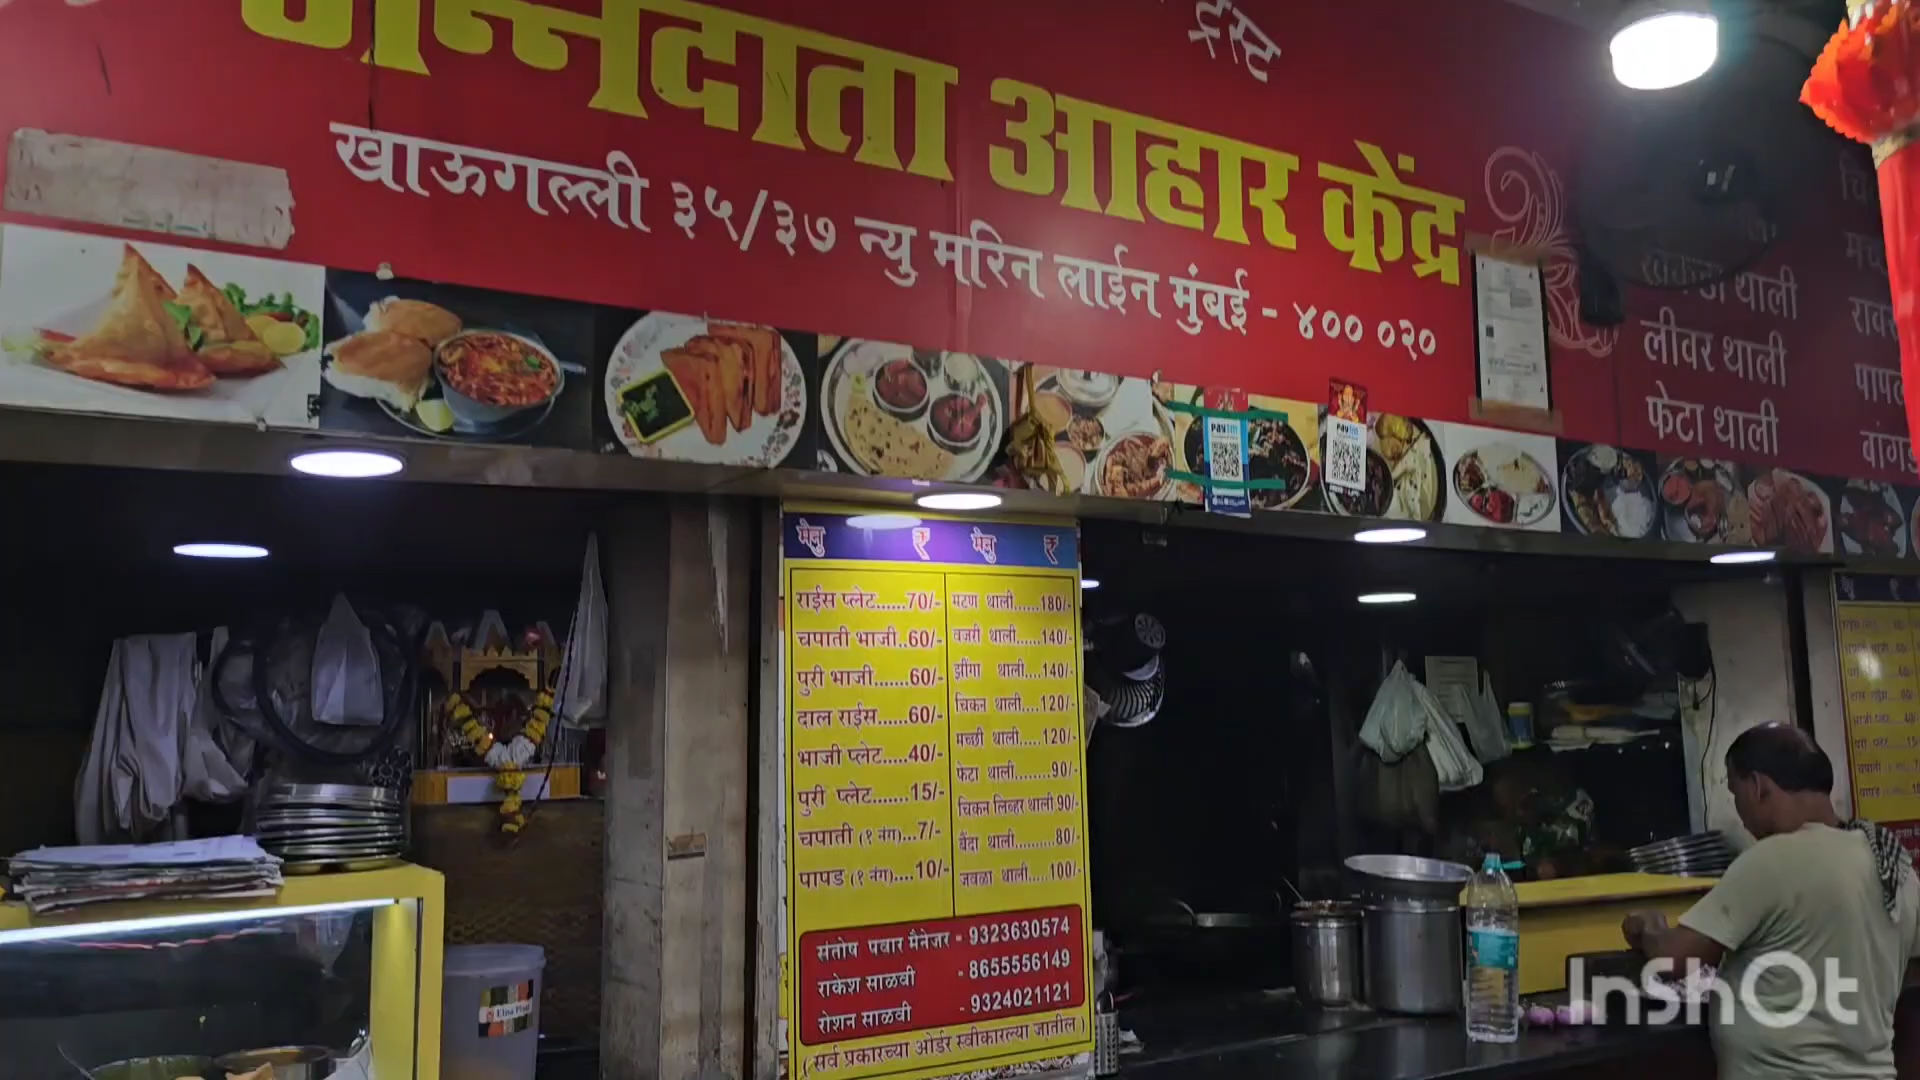 ट्रस्ट
अन्नदाता आहार केंद्र
खाऊगल्ली ३५/३७ न्यु मरिन लाईन मुंबई - ४०० ०२०
थाली
लीवर थाली
फेटा थाली
paytm
paytm
मेनु ₹ मेनु ₹
राईस प्लेट......70/-
चपाती भाजी..60/-
पुरी भाजी.......60/-
दाल राईस......60/-
भाजी प्लेट.....40/-
पुरी प्लेट.......15/-
चपाती (१ नंग)...7/-
पापड (१ नंग)....10/-
मटण थाली......180/-
वजरी थाली......140/-
झींगा थाली....140/-
चिकन थाली....120/-
मच्छी थाली.....120/-
फेटा थाली........90/-
चिकन लिव्हर थाली.90/-
बैंदा थाली.........80/-
जवळा थाली.....100/-
संतोष पवार मैनेजर - 9323630574
राकेश साळवी - 8655556149
रोशन साळवी - 9324021121
( सर्व प्रकारच्या ऑर्डर स्वीकारल्या जातील )
InShOt